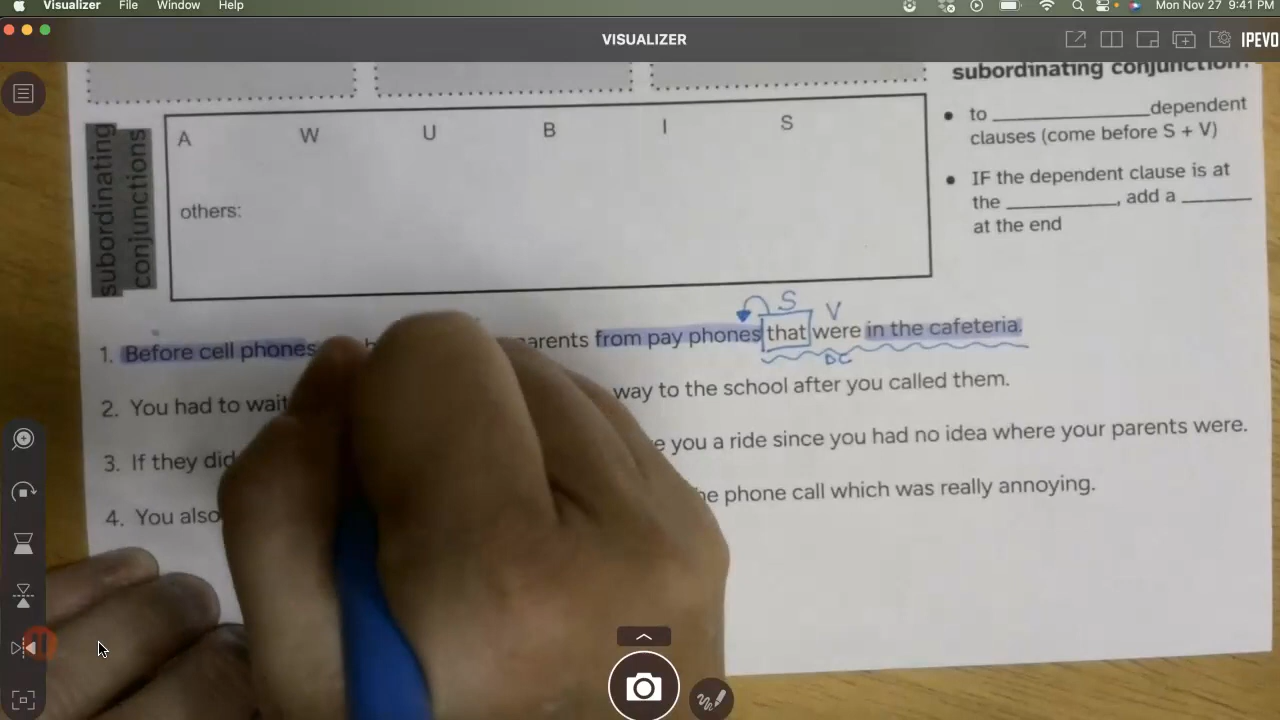 Visualizer File Window Help Mon Nov 27 9:41 PM
VISUALIZER IPEVO
subordinating conjunction
to ____________ dependent
clauses (come before S + V)
IF the dependent clause is at
the __________, add a ______
at the end
subordinating
conjunctions
A W U B I S
others:
S V
1. Before cell phones parents from pay phones that were in the cafeteria.
DC
2. You had to wait way to the school after you called them.
3. If they did you a ride since you had no idea where your parents were.
4. You also phone call which was really annoying.